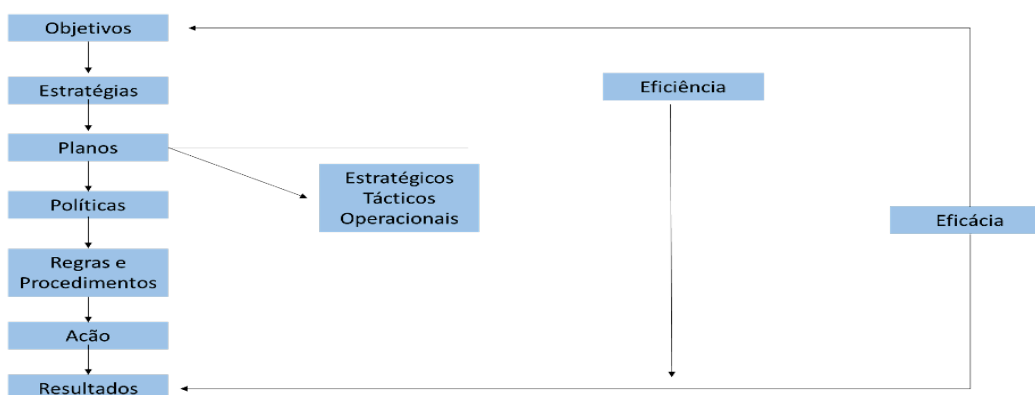 Objetivos
Estratégias
Eficiência
Planos
Estratégicos
Tácticos
Operacionais
Políticas
Eficácia
Regras e
Procedimentos
Acão
Resultados